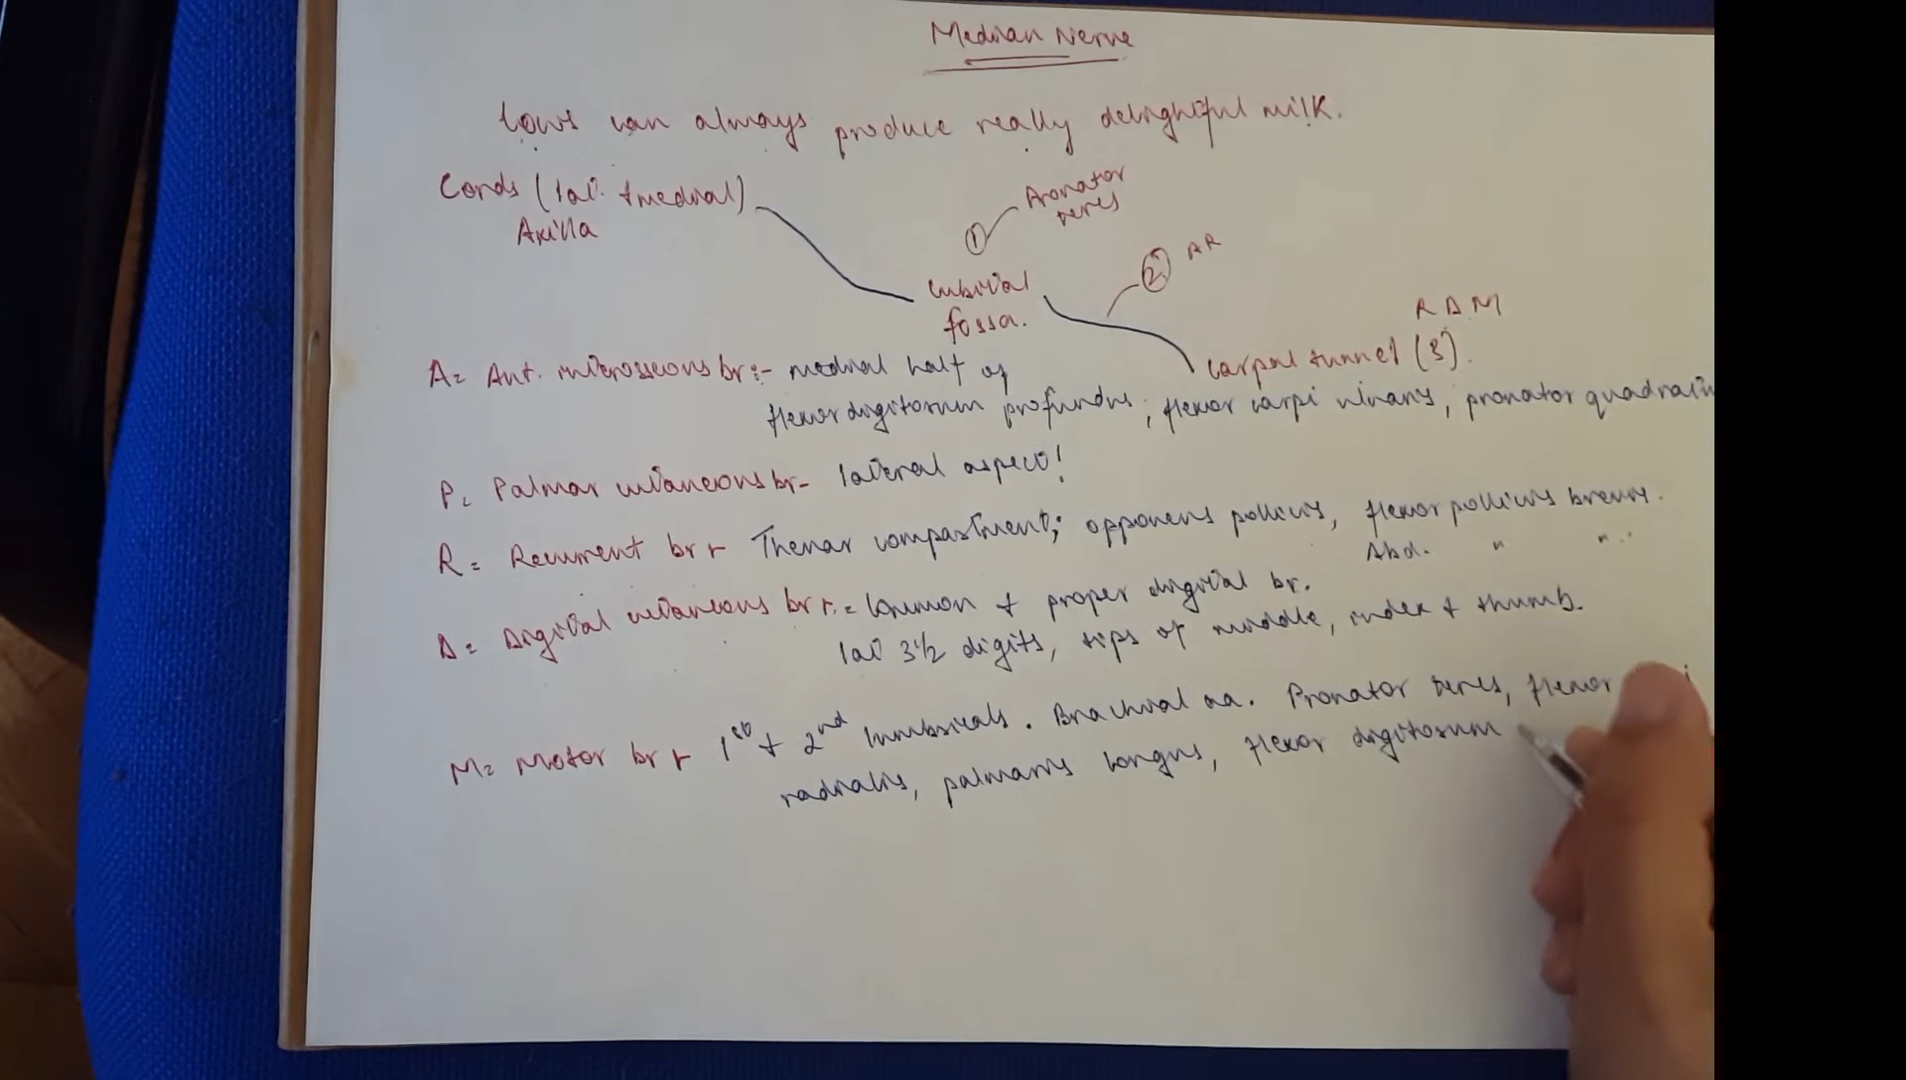 Median Nerve
Cows can always produce really delightful milk.
Cords (lat. + medial)
Axilla
① Pronator
teres
② AR
Cubital
fossa.
R D M
Carpal tunnel (3).
A= Ant. interosseous br:- medial half of
flexor digitorum profundus, flexor carpi ulnaris, pronator quadratus
P= Palmar cutaneous br- lateral aspect!
R= Recurrent br - Thenar compartment; opponens pollicis, flexor pollicis brevis.
Abd. " "
D= Digital cutaneous br.= Common + proper digital br.
lat 3½ digits, tips of middle, index + thumb.
M= Motor br - 1st + 2nd lumbricals. Brachial aa. Pronator teres, flexor
radialis, palmaris longus, flexor digitorum